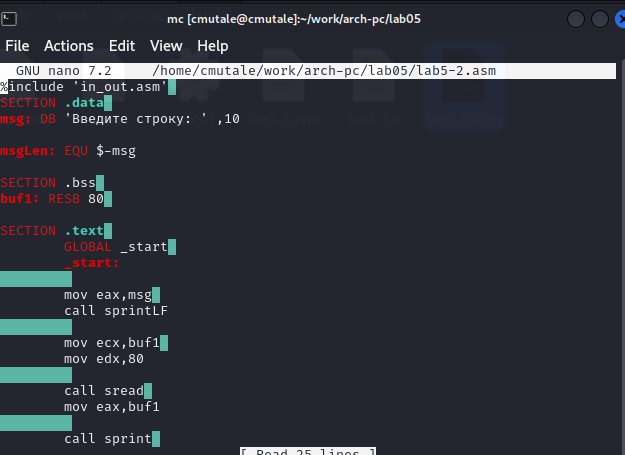 mc [cmutale@cmutale]:~/work/arch-pc/lab05
File Actions Edit View Help
GNU nano 7.2 /home/cmutale/work/arch-pc/lab05/lab5-2.asm
%include 'in_out.asm'
SECTION .data
msg: DB 'Введите строку: ' ,10
msgLen: EQU $-msg
SECTION .bss
buf1: RESB 80
SECTION .text
GLOBAL _start
_start:
mov eax,msg
call sprintLF
mov ecx,buf1
mov edx,80
call sread
mov eax,buf1
call sprint
[ Read 25 lines ]